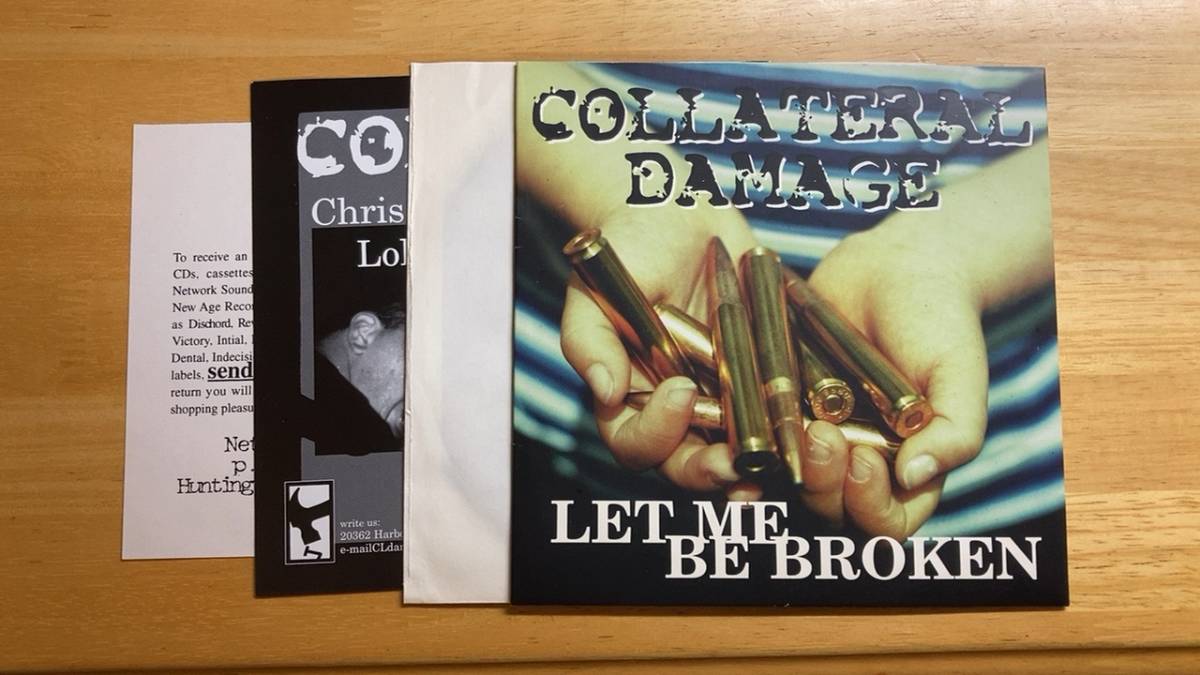 To receive an
CDs, cassettes
Network Sound
New Age Recor
as Dischord, Rev
Victory, Intial,
Dental, Indecisi
labels, send
return you will
shopping pleasu
Net
p.
Hunting
CO
Chris
Lol
write us:
20362 Harb
e-mailCLdar
COLLATERAL
DAMAGE
LET ME
BE BROKEN